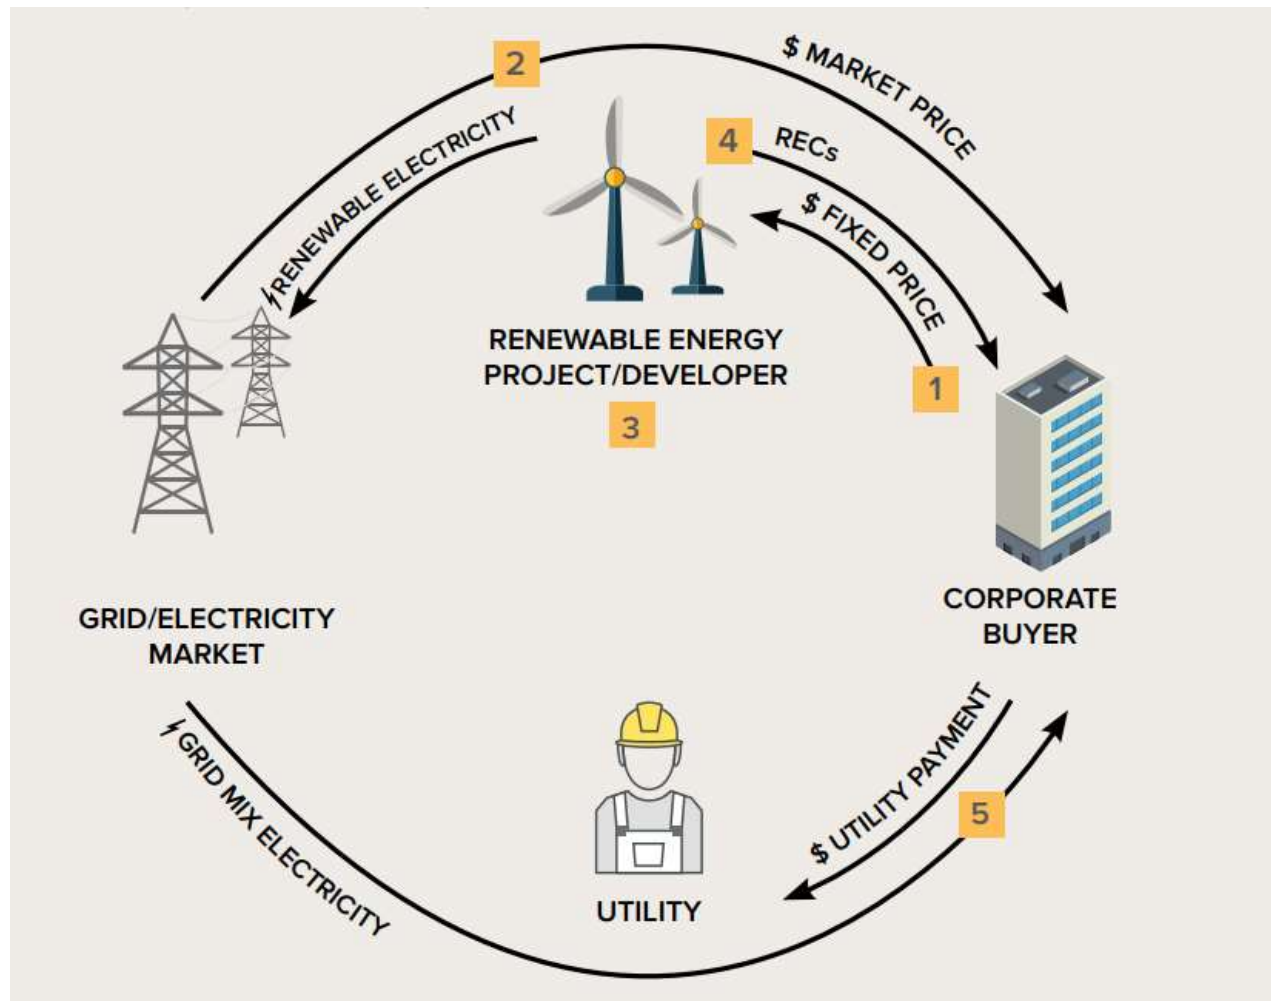 2
$ MARKET PRICE
RENEWABLE ELECTRICITY
4
RECs
$ FIXED PRICE
RENEWABLE ENERGY
PROJECT/DEVELOPER
1
3
GRID/ELECTRICITY
MARKET
CORPORATE
BUYER
GRID MIX ELECTRICITY
$ UTILITY PAYMENT
5
UTILITY